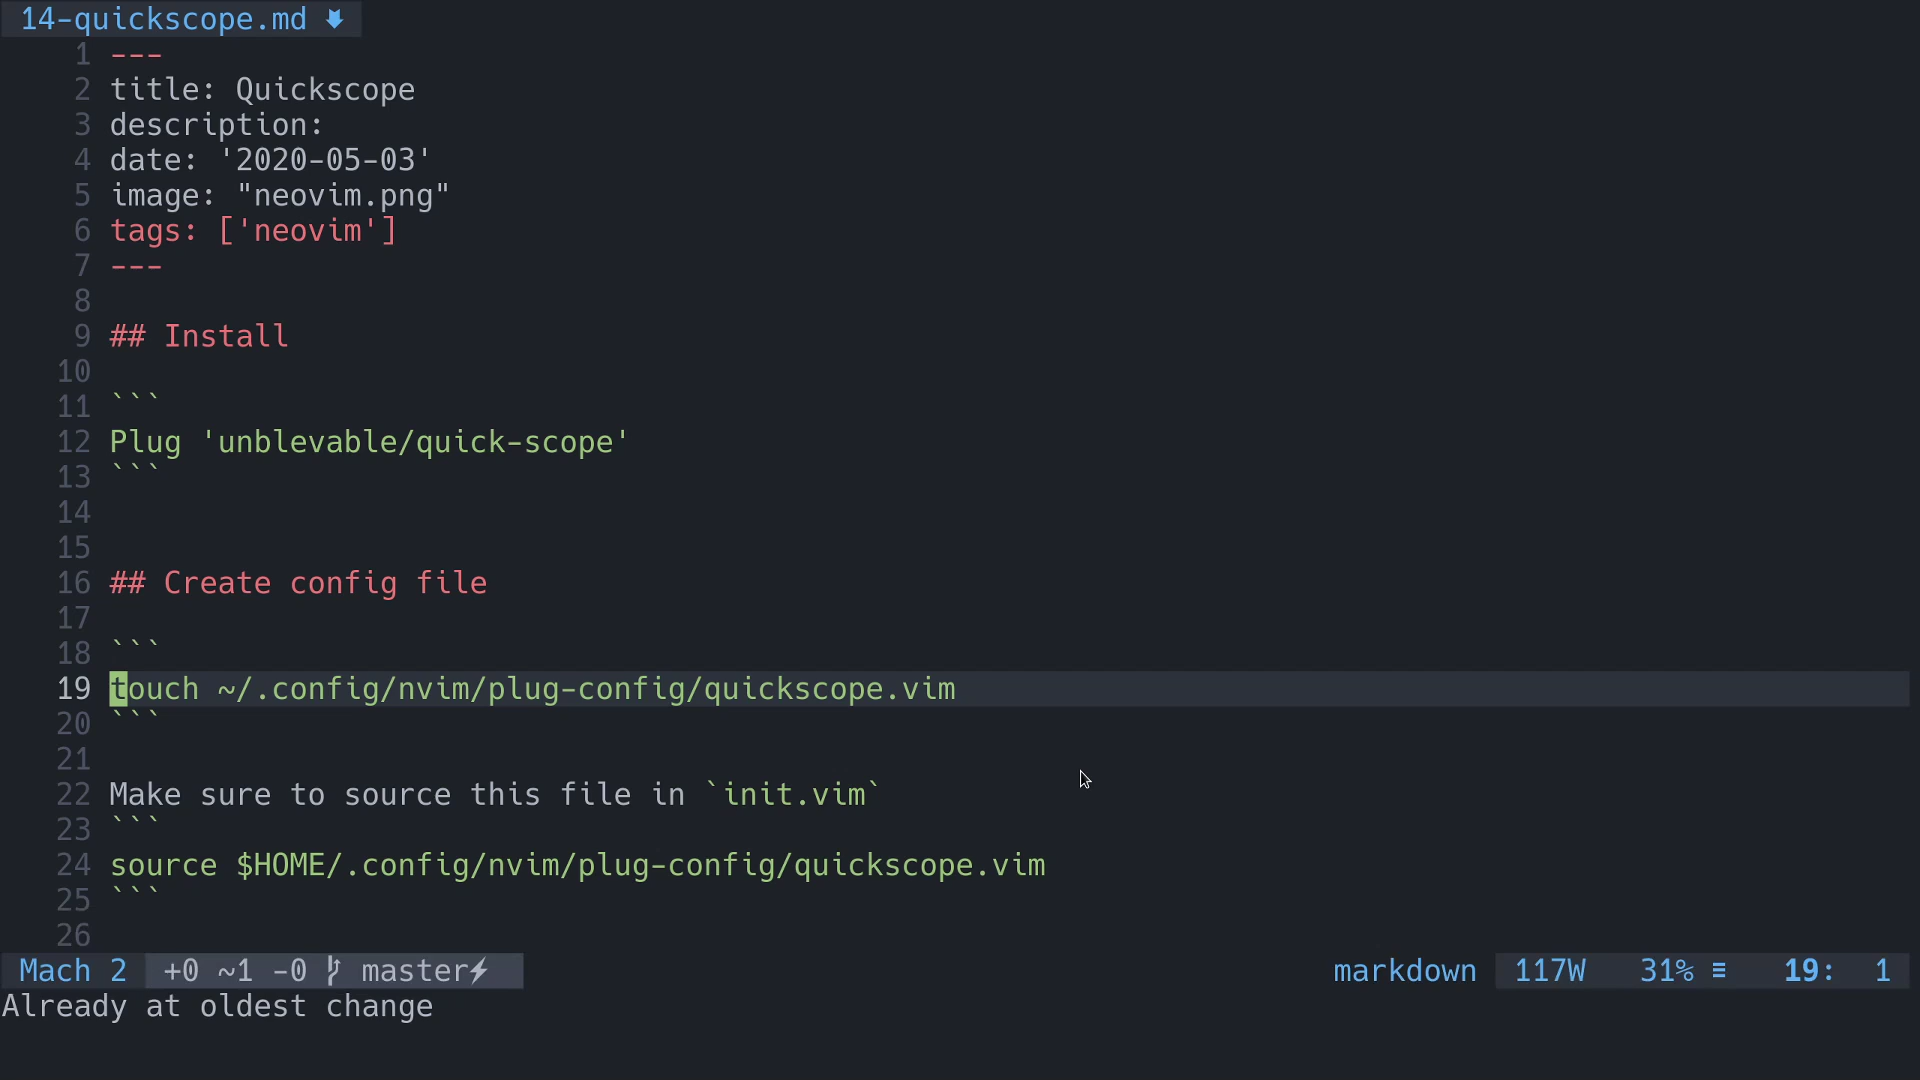 14-quickscope.md
1 ---
2 title: Quickscope
3 description:
4 date: '2020-05-03'
5 image: "neovim.png"
6 tags: ['neovim']
7 ---
8
9 ## Install
10
11 ```
12 Plug 'unblevable/quick-scope'
13 ```
14
15
16 ## Create config file
17
18 ```
19 touch ~/.config/nvim/plug-config/quickscope.vim
20 ```
21
22 Make sure to source this file in `init.vim`
23 ```
24 source $HOME/.config/nvim/plug-config/quickscope.vim
25 ```
26
Mach 2 +0 ~1 -0 master⚡ markdown 117W 31% ≡ 19: 1
Already at oldest change